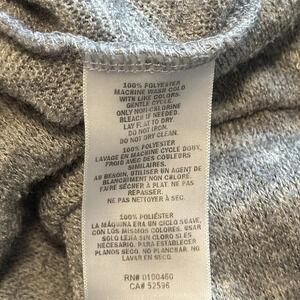 100% POLYESTER
MACHINE WASH COLD
WITH LIKE COLORS.
GENTLE CYCLE.
ONLY NON-CHLORINE
BLEACH IF NEEDED.
LAY FLAT TO DRY.
DO NOT IRON.
DO NOT DRY CLEAN.
100% POLYESTER
LAVAGE EN MACHINE CYCLE DOUX,
FROID AVEC DES COULEURS
SIMILAIRES.
AU BESOIN, UTILISER UN AGENT DE
BLANCHIMENT NON CHLORÉ.
FAIRE SÉCHER À PLAT. NE PAS
REPASSER.
NE PAS NETTOYER À SEC.
100% POLIÉSTER
LA MÁQUINA ERA UN CICLO SUAVE,
CON LOS MISMOS COLORES. USAR
SOLO LEJÍA SIN CLORO SI ES
NECESARIO. PARA ESTABLECER
PLANOS SECO. NO PLANCHAR. NO
LAVAR EN SECO.
RN# 0100460
CA# 52596